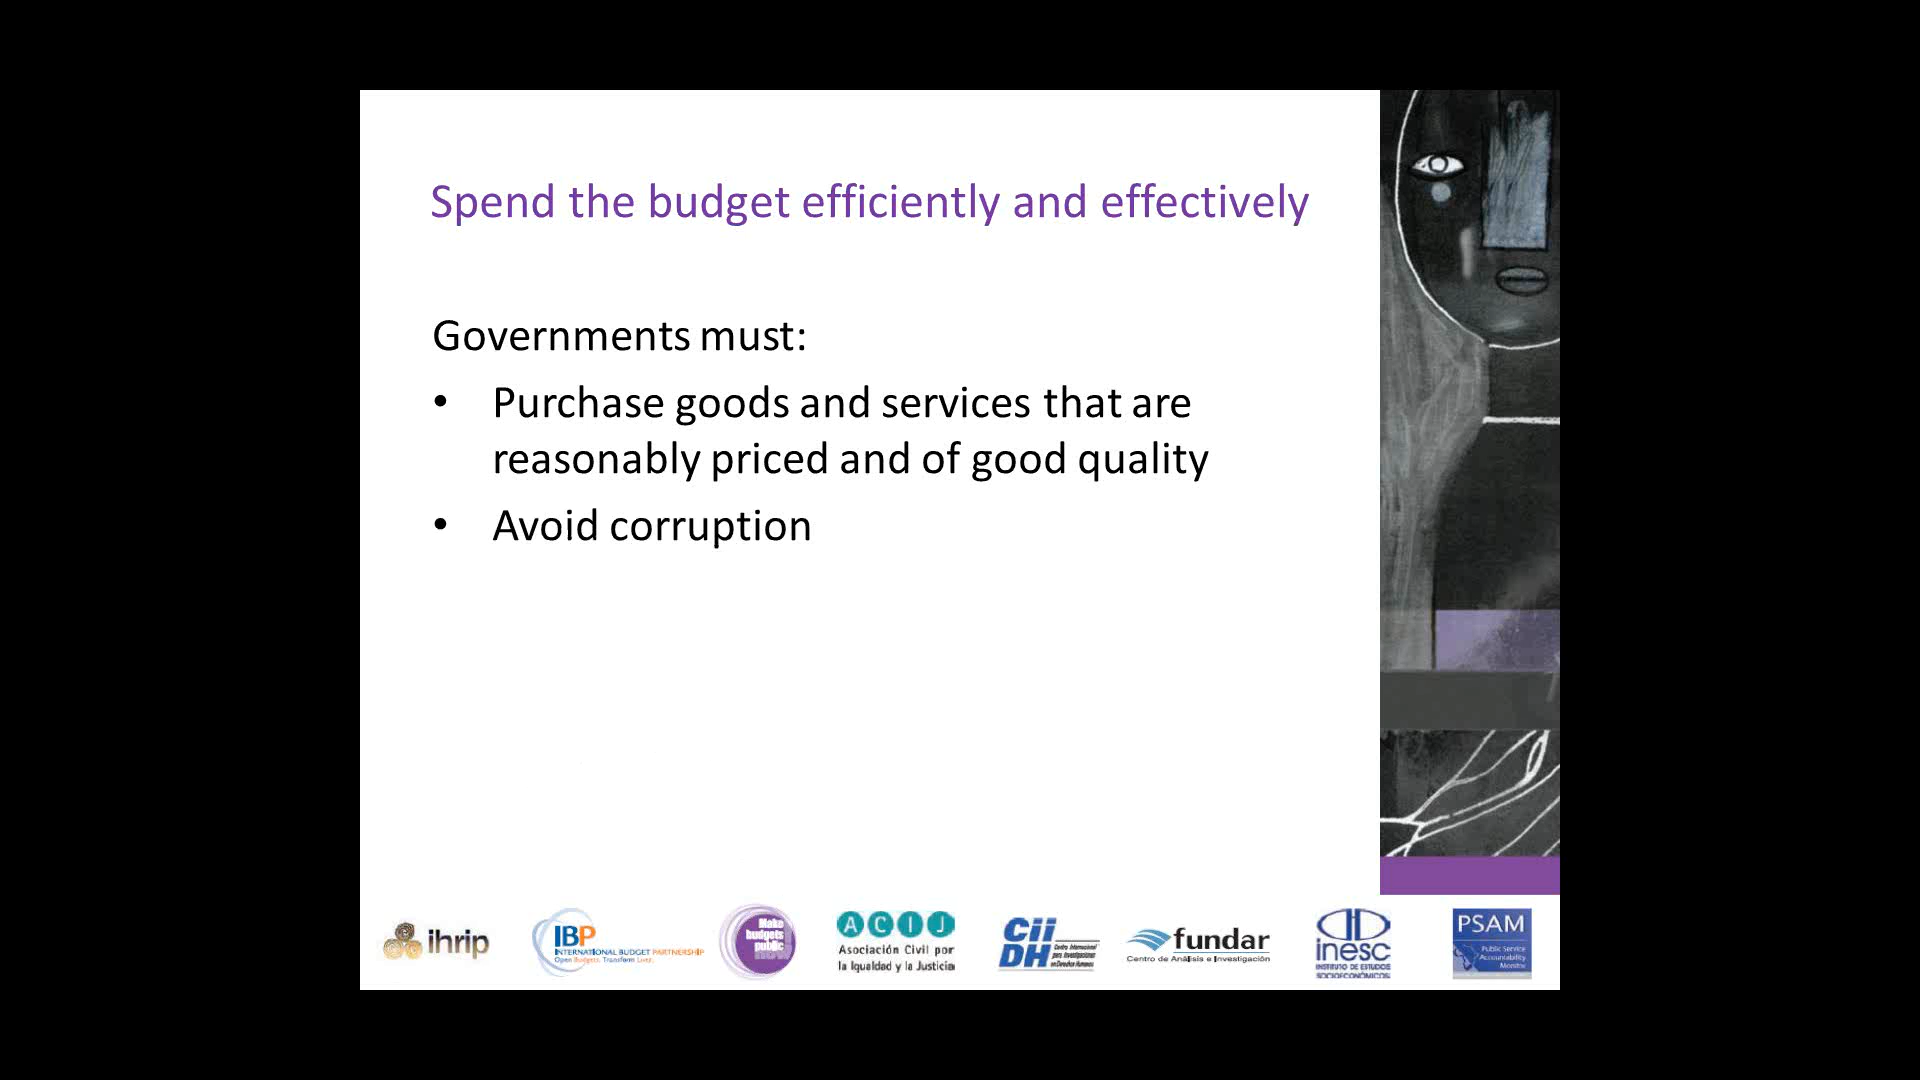 Spend the budget efficiently and effectively
Governments must:
• Purchase goods and services that are
reasonably priced and of good quality
• Avoid corruption
ihrip
IBP
INTERNATIONAL BUDGET PARTNERSHIP
Open Budgets. Transform Lives.
Make
budgets
public
now
ACIJ
Asociación Civil por
la Igualdad y la Justicia
CiiDH
Centro Internacional
para Investigaciones
en Derechos Humanos
fundar
Centro de Análisis e Investigación
inesc
INSTITUTO DE ESTUDOS
SOCIOECONÔMICOS
PSAM
Public Service
Accountability
Monitor